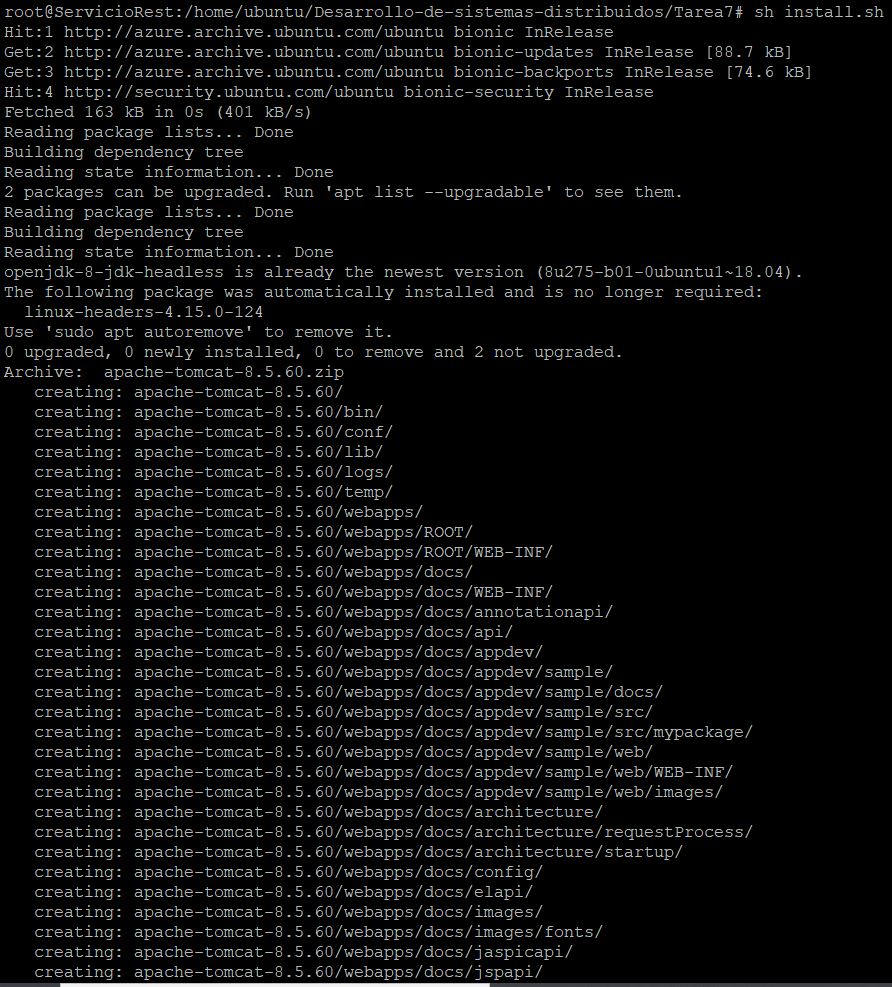 root@ServicioRest:/home/ubuntu/Desarrollo-de-sistemas-distribuidos/Tarea7# sh install.sh
Hit:1 http://azure.archive.ubuntu.com/ubuntu bionic InRelease
Get:2 http://azure.archive.ubuntu.com/ubuntu bionic-updates InRelease [88.7 kB]
Get:3 http://azure.archive.ubuntu.com/ubuntu bionic-backports InRelease [74.6 kB]
Hit:4 http://security.ubuntu.com/ubuntu bionic-security InRelease
Fetched 163 kB in 0s (401 kB/s)
Reading package lists... Done
Building dependency tree
Reading state information... Done
2 packages can be upgraded. Run 'apt list --upgradable' to see them.
Reading package lists... Done
Building dependency tree
Reading state information... Done
openjdk-8-jdk-headless is already the newest version (8u275-b01-0ubuntu1~18.04).
The following package was automatically installed and is no longer required:
  linux-headers-4.15.0-124
Use 'sudo apt autoremove' to remove it.
0 upgraded, 0 newly installed, 0 to remove and 2 not upgraded.
Archive:  apache-tomcat-8.5.60.zip
   creating: apache-tomcat-8.5.60/
   creating: apache-tomcat-8.5.60/bin/
   creating: apache-tomcat-8.5.60/conf/
   creating: apache-tomcat-8.5.60/lib/
   creating: apache-tomcat-8.5.60/logs/
   creating: apache-tomcat-8.5.60/temp/
   creating: apache-tomcat-8.5.60/webapps/
   creating: apache-tomcat-8.5.60/webapps/ROOT/
   creating: apache-tomcat-8.5.60/webapps/ROOT/WEB-INF/
   creating: apache-tomcat-8.5.60/webapps/docs/
   creating: apache-tomcat-8.5.60/webapps/docs/WEB-INF/
   creating: apache-tomcat-8.5.60/webapps/docs/annotationapi/
   creating: apache-tomcat-8.5.60/webapps/docs/api/
   creating: apache-tomcat-8.5.60/webapps/docs/appdev/
   creating: apache-tomcat-8.5.60/webapps/docs/appdev/sample/
   creating: apache-tomcat-8.5.60/webapps/docs/appdev/sample/docs/
   creating: apache-tomcat-8.5.60/webapps/docs/appdev/sample/src/
   creating: apache-tomcat-8.5.60/webapps/docs/appdev/sample/src/mypackage/
   creating: apache-tomcat-8.5.60/webapps/docs/appdev/sample/web/
   creating: apache-tomcat-8.5.60/webapps/docs/appdev/sample/web/WEB-INF/
   creating: apache-tomcat-8.5.60/webapps/docs/appdev/sample/web/images/
   creating: apache-tomcat-8.5.60/webapps/docs/architecture/
   creating: apache-tomcat-8.5.60/webapps/docs/architecture/requestProcess/
   creating: apache-tomcat-8.5.60/webapps/docs/architecture/startup/
   creating: apache-tomcat-8.5.60/webapps/docs/config/
   creating: apache-tomcat-8.5.60/webapps/docs/elapi/
   creating: apache-tomcat-8.5.60/webapps/docs/images/
   creating: apache-tomcat-8.5.60/webapps/docs/images/fonts/
   creating: apache-tomcat-8.5.60/webapps/docs/jaspicapi/
   creating: apache-tomcat-8.5.60/webapps/docs/jspapi/